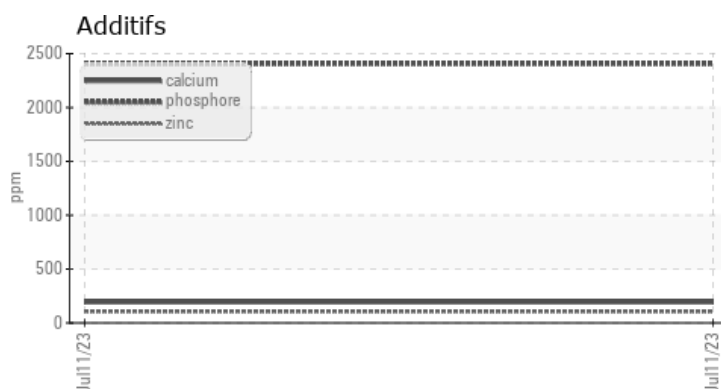 Additifs
2500
calcium
phosphore
zinc
2000
1500
ppm
1000
500
0
Jul11/23
Jul11/23